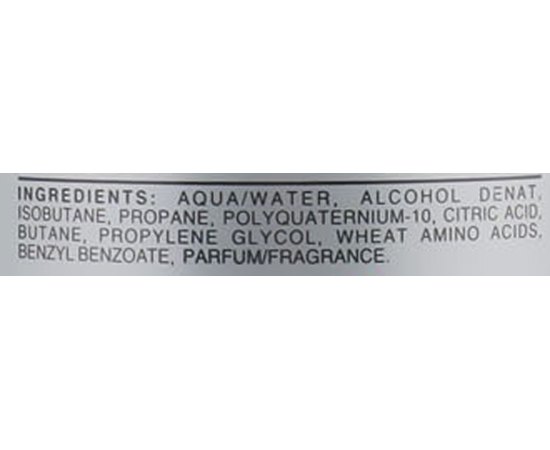 INGREDIENTS: AQUA/WATER, ALCOHOL DENAT,
ISOBUTANE, PROPANE, POLYQUATERNIUM-10, CITRIC ACID,
BUTANE, PROPYLENE GLYCOL, WHEAT AMINO ACIDS,
BENZYL BENZOATE, PARFUM/FRAGRANCE.